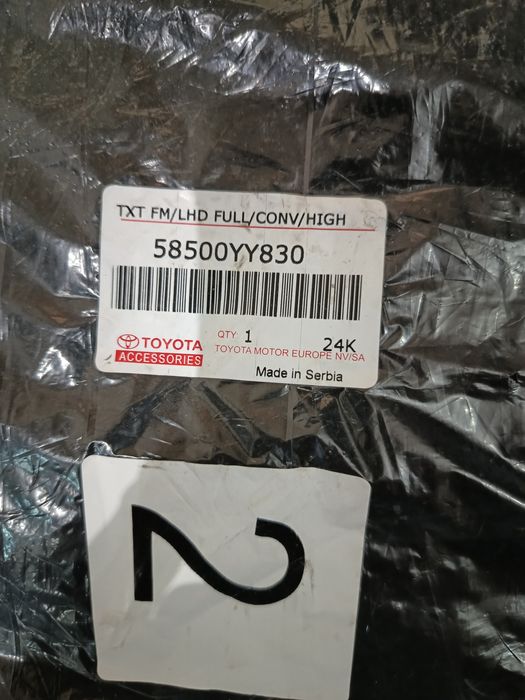 TXT FM/LHD FULL/CONV/HIGH
58500YY830
TOYOTA
ACCESSORIES
QTY 1
24K
TOYOTA MOTOR EUROPE NV/SA
Made in Serbia
2